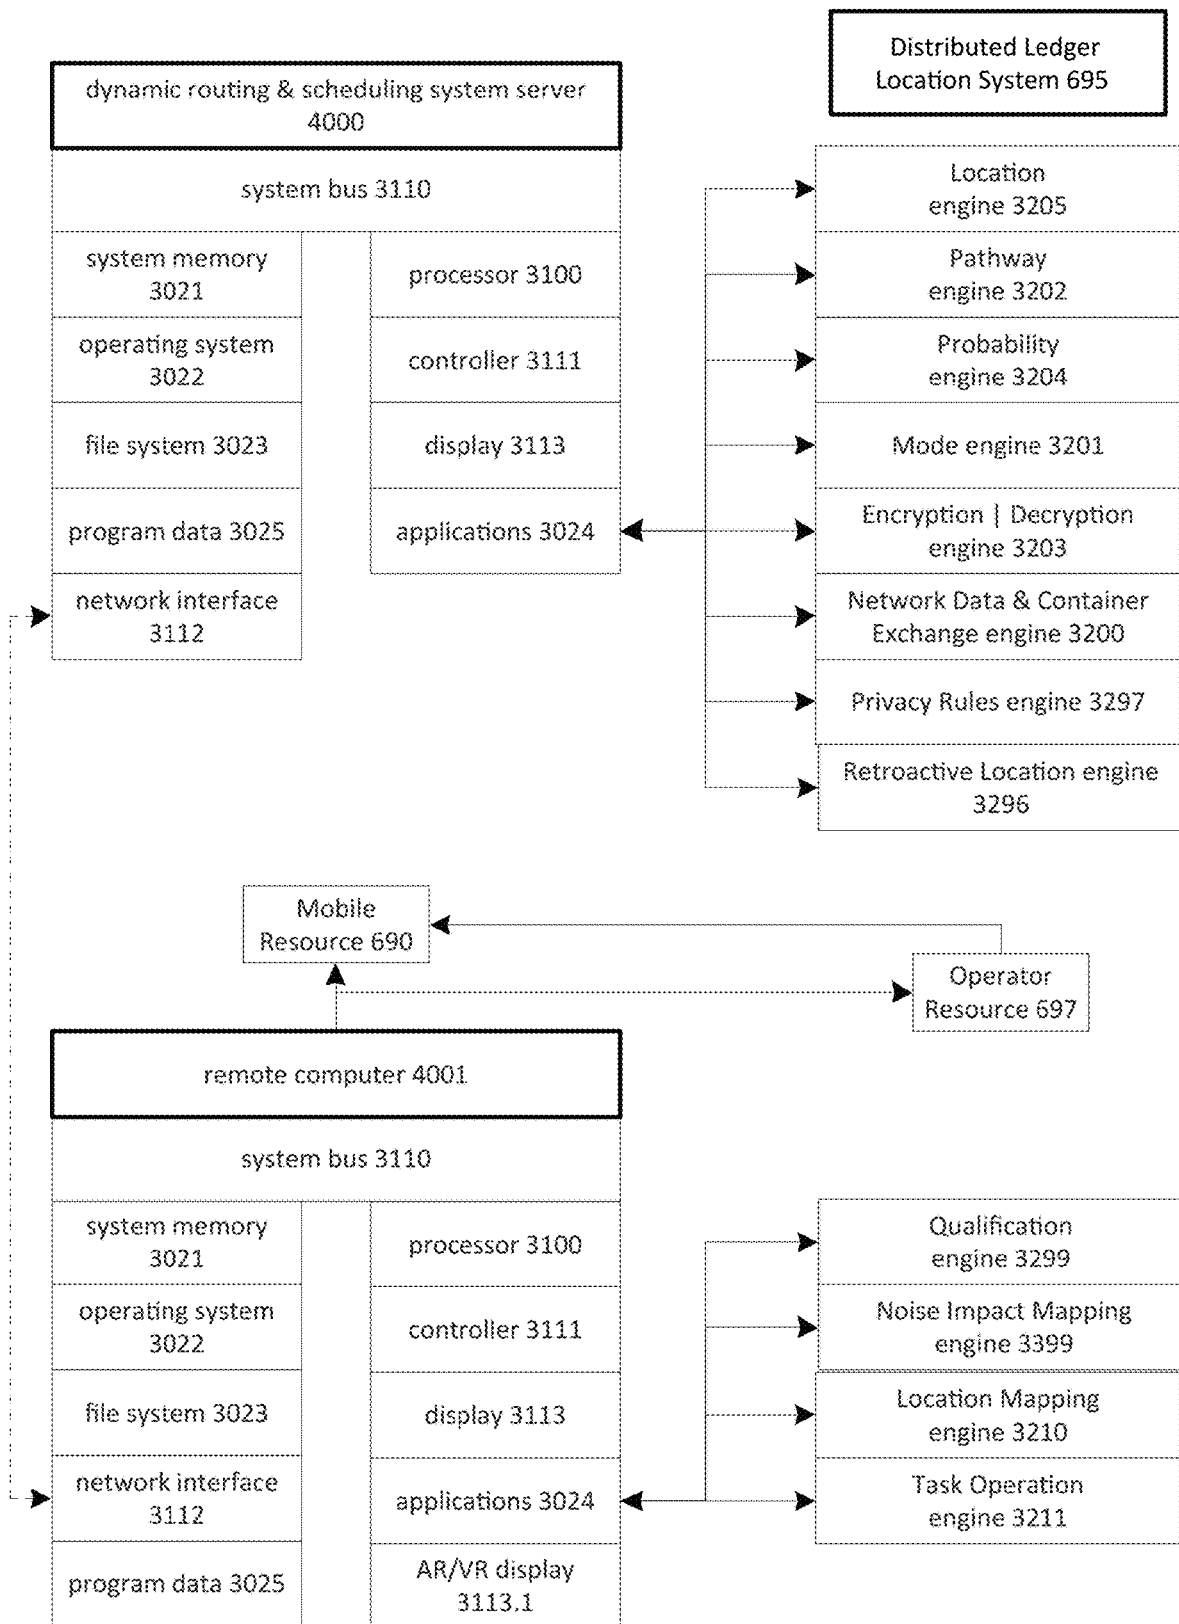 Distributed Ledger
Location System 695
dynamic routing & scheduling system server
4000
system bus 3110
system memory
3021
operating system
3022
file system 3023
program data 3025
network interface
3112
processor 3100
controller 3111
display 3113
applications 3024
Location
engine 3205
Pathway
engine 3202
Probability
engine 3204
Mode engine 3201
Encryption | Decryption
engine 3203
Network Data & Container
Exchange engine 3200
Privacy Rules engine 3297
Retroactive Location engine
3296
Mobile
Resource 690
Operator
Resource 697
remote computer 4001
system bus 3110
system memory
3021
operating system
3022
file system 3023
network interface
3112
program data 3025
processor 3100
controller 3111
display 3113
applications 3024
AR/VR display
3113.1
Qualification
engine 3299
Noise Impact Mapping
engine 3399
Location Mapping
engine 3210
Task Operation
engine 3211